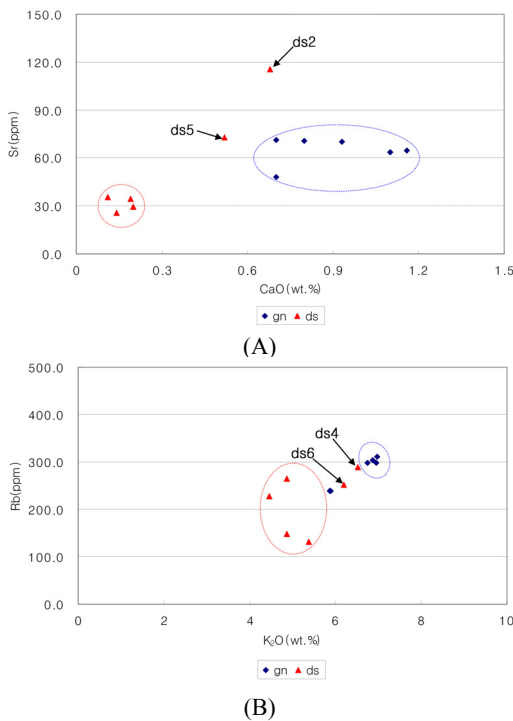 150.0
120.0
90.0
60.0
30.0
0.0
Sr(ppm)
ds2
ds5
0 0.3 0.6 0.9 1.2 1.5
CaO(wt.%)
gn ds
(A)
500.0
400.0
300.0
200.0
100.0
0.0
Rb(ppm)
ds4
ds6
0 2 4 6 8 10
K₂O(wt.%)
gn ds
(B)